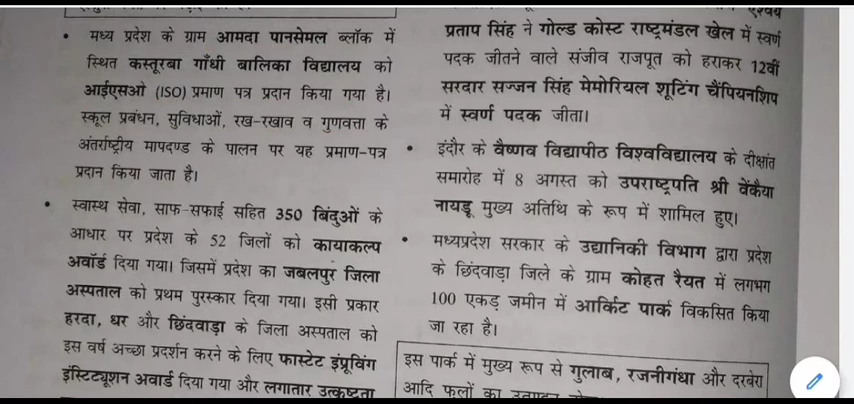 • मध्य प्रदेश के ग्राम आमदा पानसेमल ब्लॉक में
स्थित कस्तूरबा गाँधी बालिका विद्यालय को
आईएसओ (ISO) प्रमाण पत्र प्रदान किया गया है।
स्कूल प्रबंधन, सुविधाओं, रख-रखाव व गुणवत्ता के
अंतर्राष्ट्रीय मापदण्ड के पालन पर यह प्रमाण-पत्र
प्रदान किया जाता है।
• स्वास्थ सेवा, साफ-सफाई सहित 350 बिंदुओं के
आधार पर प्रदेश के 52 जिलों को कायाकल्प
अवॉर्ड दिया गया। जिसमें प्रदेश का जबलपुर जिला
अस्पताल को प्रथम पुरस्कार दिया गया। इसी प्रकार
हरदा, धर और छिंदवाड़ा के जिला अस्पताल को
इस वर्ष अच्छा प्रदर्शन करने के लिए फास्टेट इंप्रूविंग
इंस्टिट्यूशन अवार्ड दिया गया और लगातार उत्कृष्टता
प्रताप सिंह ने गोल्ड कोस्ट राष्ट्रमंडल खेल में स्वर्ण
पदक जीतने वाले संजीव राजपूत को हराकर 12वीं
सरदार सज्जन सिंह मेमोरियल शूटिंग चैंपियनशिप
में स्वर्ण पदक जीता।
• इंदौर के वैष्णव विद्यापीठ विश्वविद्यालय के दीक्षांत
समारोह में 8 अगस्त को उपराष्ट्रपति श्री वेंकैया
नायडू मुख्य अतिथि के रूप में शामिल हुए।
• मध्यप्रदेश सरकार के उद्यानिकी विभाग द्वारा प्रदेश
के छिंदवाड़ा जिले के ग्राम कोहत रैयत में लगभग
100 एकड़ जमीन में आर्किट पार्क विकसित किया
जा रहा है।
इस पार्क में मुख्य रूप से गुलाब, रजनीगंधा और दरबेरा
आदि फूलों का